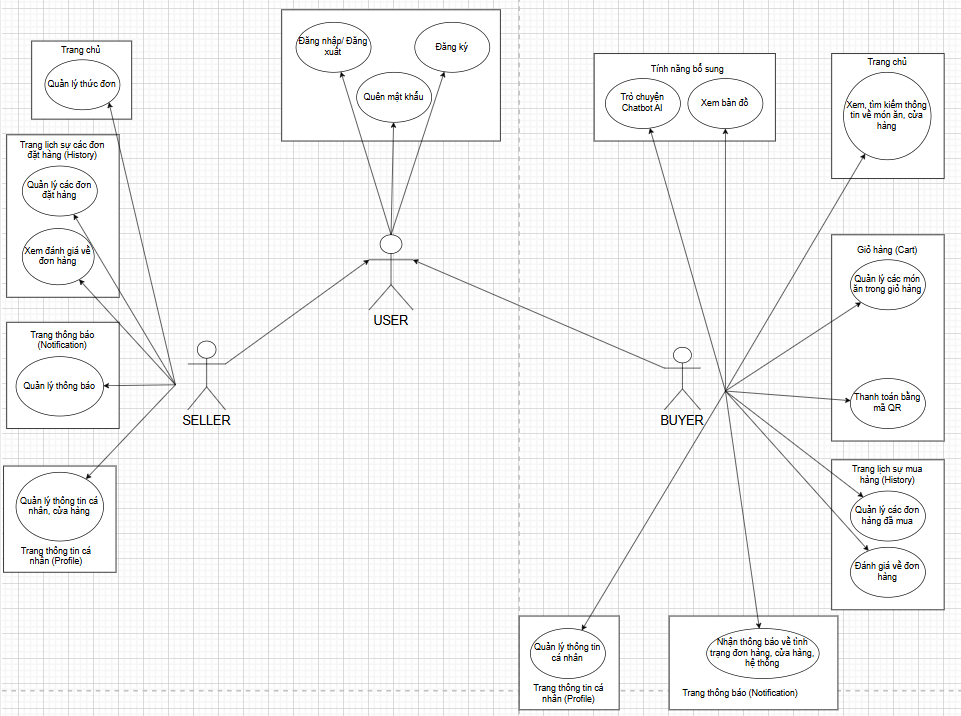 Trang chủ
Quản lý thức đơn
Trang lịch sự các đơn
đặt hàng (History)
Quản lý các đơn
đặt hàng
Xem đánh giá về
đơn hàng
Trang thông báo
(Notification)
Quản lý thông báo
Quản lý thông tin cá
nhân, cửa hàng
Trang thông tin cá
nhân (Profile)
SELLER
Đăng nhập/ Đăng
xuất
Đăng ký
Quên mật khẩu
USER
Tính năng bổ sung
Trò chuyện
Chatbot AI
Xem bản đồ
Trang chủ
Xem, tìm kiếm thông
tin về món ăn, cửa
hàng
Giỏ hàng (Cart)
Quản lý các món
ăn trong giỏ hàng
Thanh toán bằng
mã QR
BUYER
Trang lịch sự mua
hàng (History)
Quản lý các đơn
hàng đã mua
Đánh giá về đơn
hàng
Quản lý thông tin
cá nhân
Trang thông tin cá
nhân (Profile)
Nhận thông báo về tình
trạng đơn hàng, cửa hàng,
hệ thống
Trang thông báo (Notification)